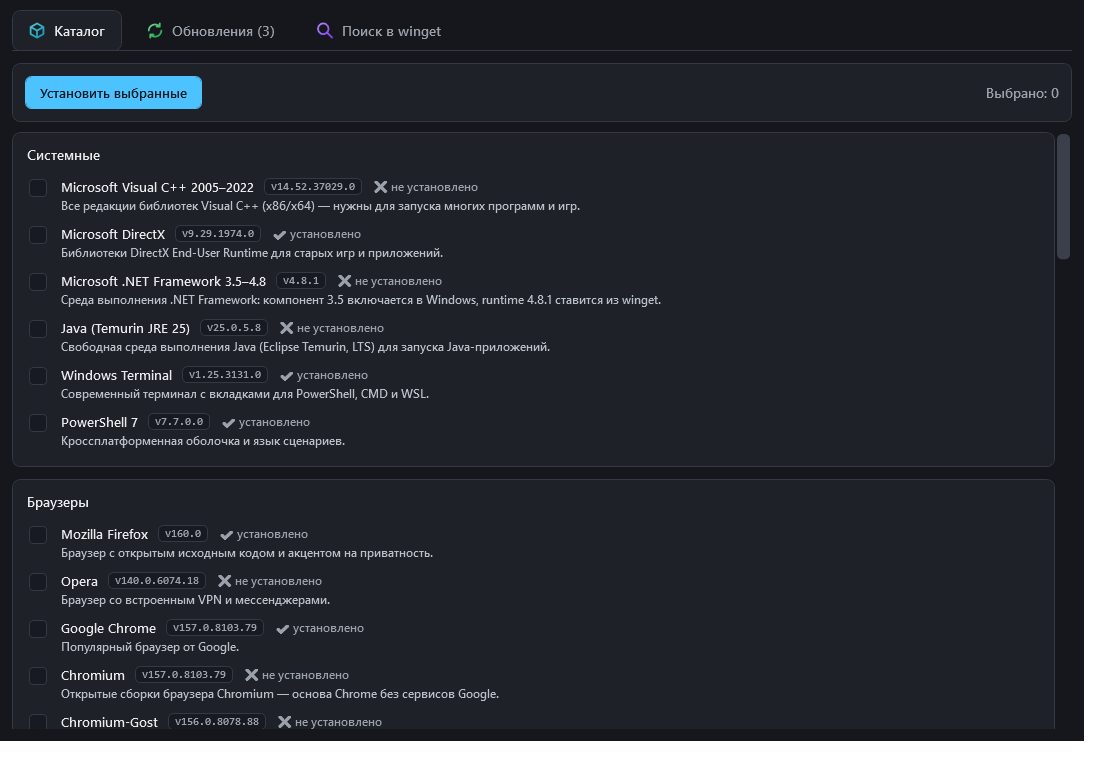 Каталог
Обновления (3)
Поиск в winget
Установить выбранные
Выбрано: 0
Системные
Microsoft Visual C++ 2005–2022 v14.52.37029.0 не установлено
Все редакции библиотек Visual C++ (x86/x64) — нужны для запуска многих программ и игр.
Microsoft DirectX v9.29.1974.0 установлено
Библиотеки DirectX End-User Runtime для старых игр и приложений.
Microsoft .NET Framework 3.5–4.8 v4.8.1 не установлено
Среда выполнения .NET Framework: компонент 3.5 включается в Windows, runtime 4.8.1 ставится из winget.
Java (Temurin JRE 25) v25.0.5.8 не установлено
Свободная среда выполнения Java (Eclipse Temurin, LTS) для запуска Java-приложений.
Windows Terminal v1.25.3131.0 установлено
Современный терминал с вкладками для PowerShell, CMD и WSL.
PowerShell 7 v7.7.0.0 установлено
Кроссплатформенная оболочка и язык сценариев.
Браузеры
Mozilla Firefox v160.0 установлено
Браузер с открытым исходным кодом и акцентом на приватность.
Opera v140.0.6074.18 не установлено
Браузер со встроенным VPN и мессенджерами.
Google Chrome v157.0.8103.79 установлено
Популярный браузер от Google.
Chromium v157.0.8103.79 не установлено
Открытые сборки браузера Chromium — основа Chrome без сервисов Google.
Chromium-Gost v156.0.8078.88 не установлено